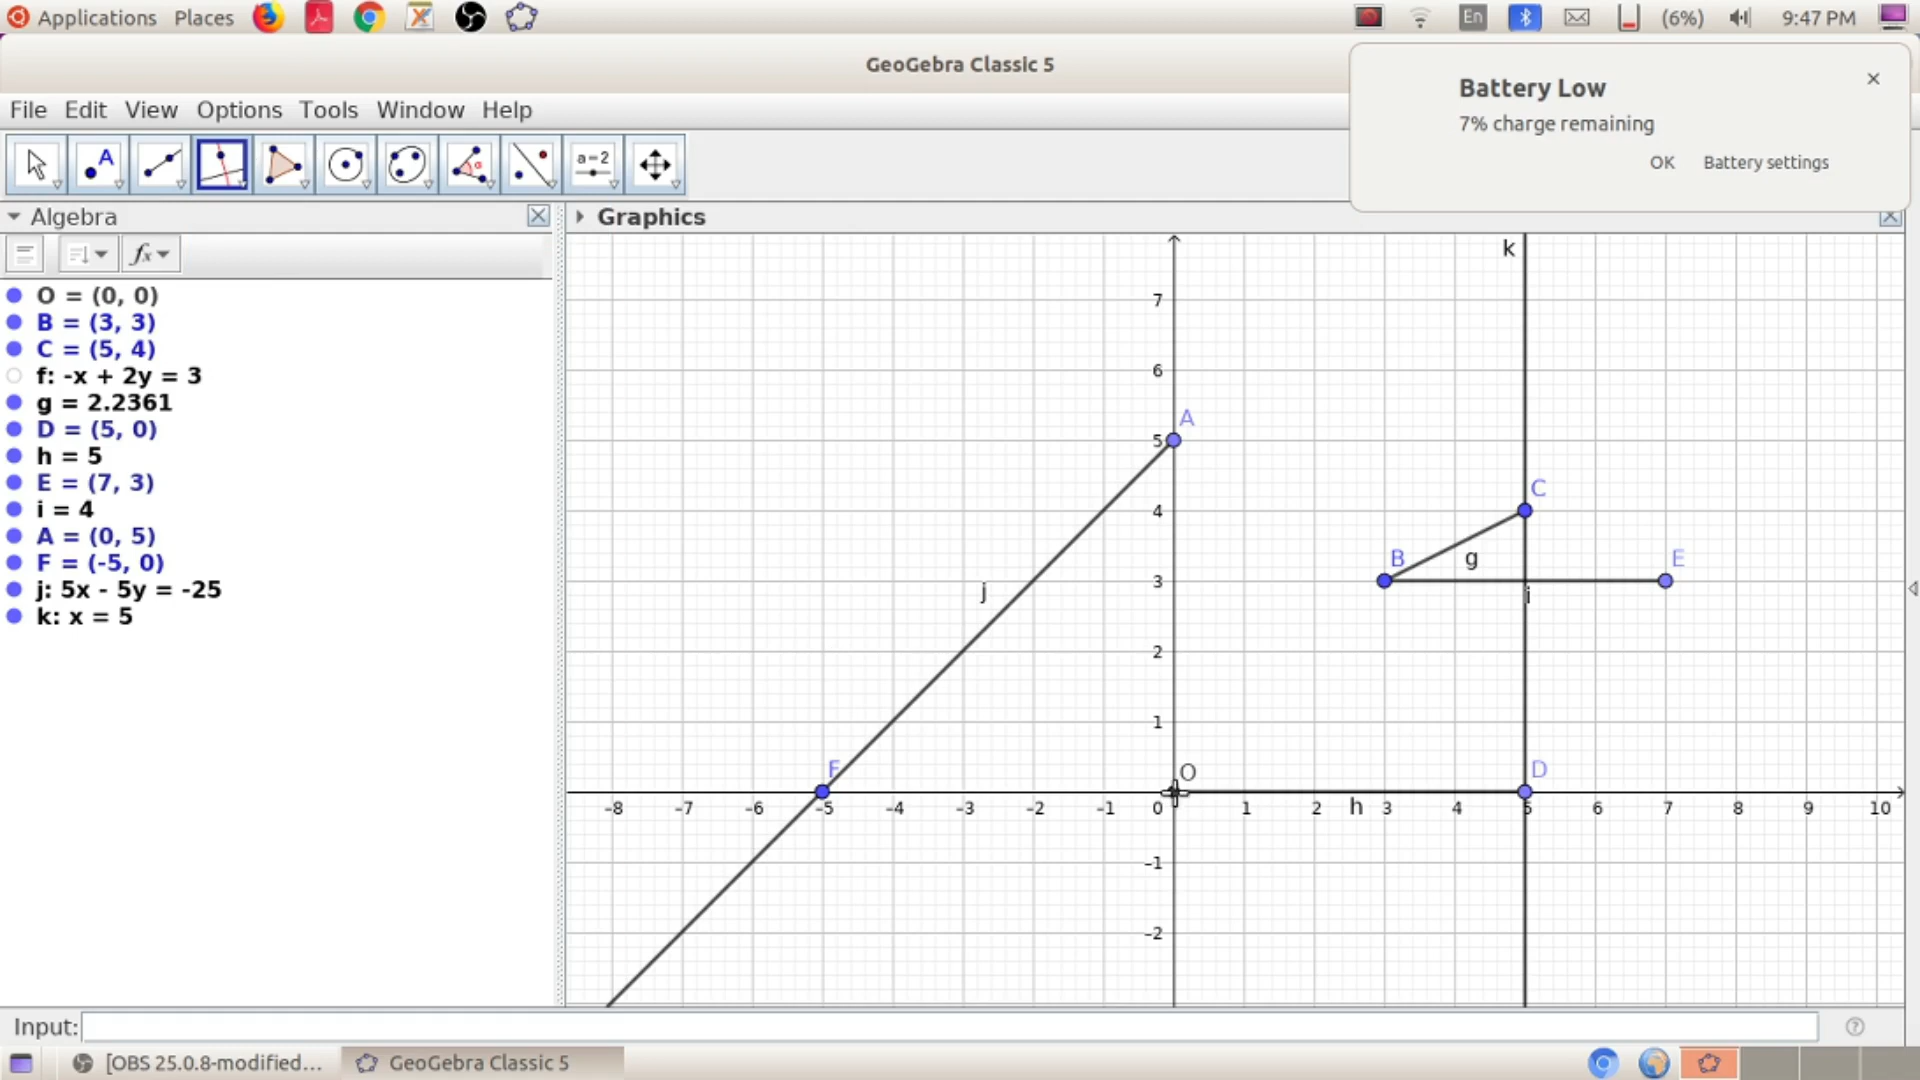 Applications Places En (6%) 9:47 PM
GeoGebra Classic 5
Battery Low
7% charge remaining
OK Battery settings
File Edit View Options Tools Window Help
A a=2
Algebra
Graphics
fx
O = (0, 0)
B = (3, 3)
C = (5, 4)
f: -x + 2y = 3
g = 2.2361
D = (5, 0)
h = 5
E = (7, 3)
i = 4
A = (0, 5)
F = (-5, 0)
j: 5x - 5y = -25
k: x = 5
k
7
6
A
5
C
4
B g E
j 3 i
2
1
F O D
-8 -7 -6 -5 -4 -3 -2 -1 0 1 2 h 3 4 5 6 7 8 9 10
-1
-2
Input:
[OBS 25.0.8-modified... GeoGebra Classic 5